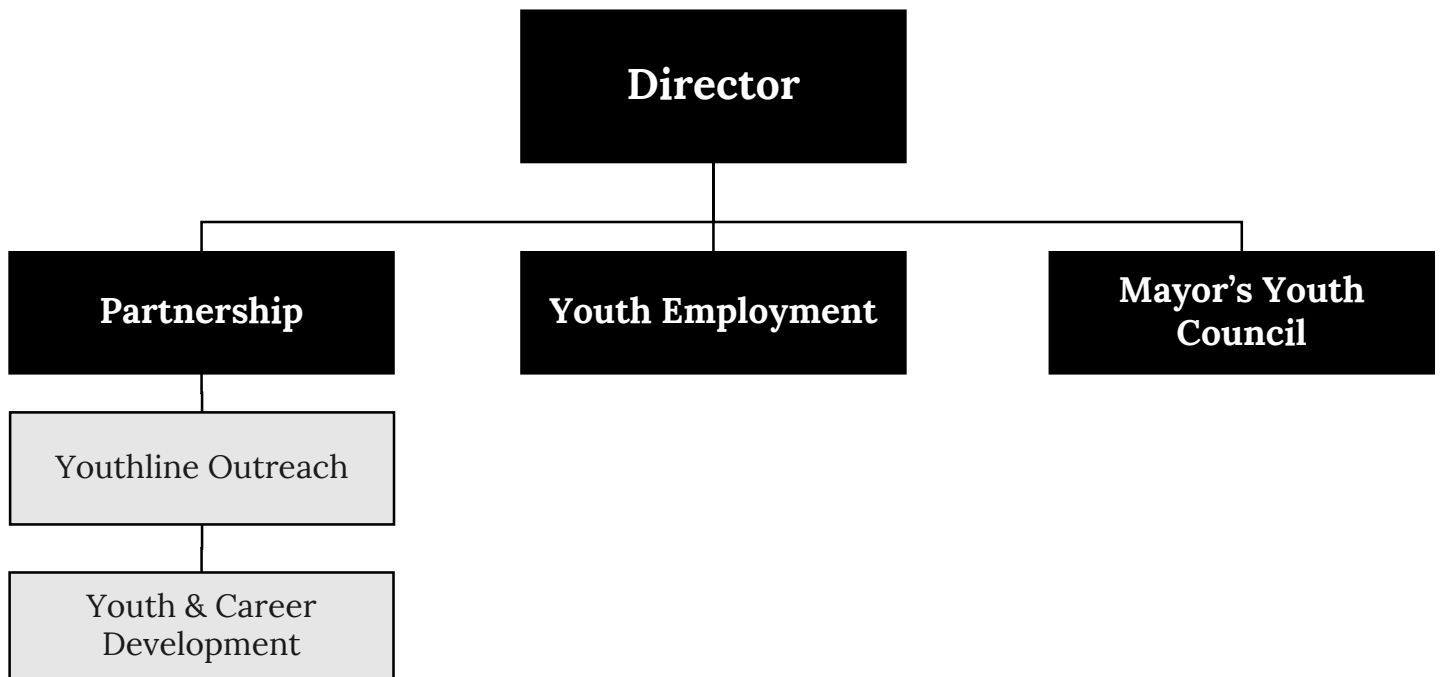 Director
Partnership
Youth Employment
Mayor’s Youth
Council
Youthline Outreach
Youth & Career
Development